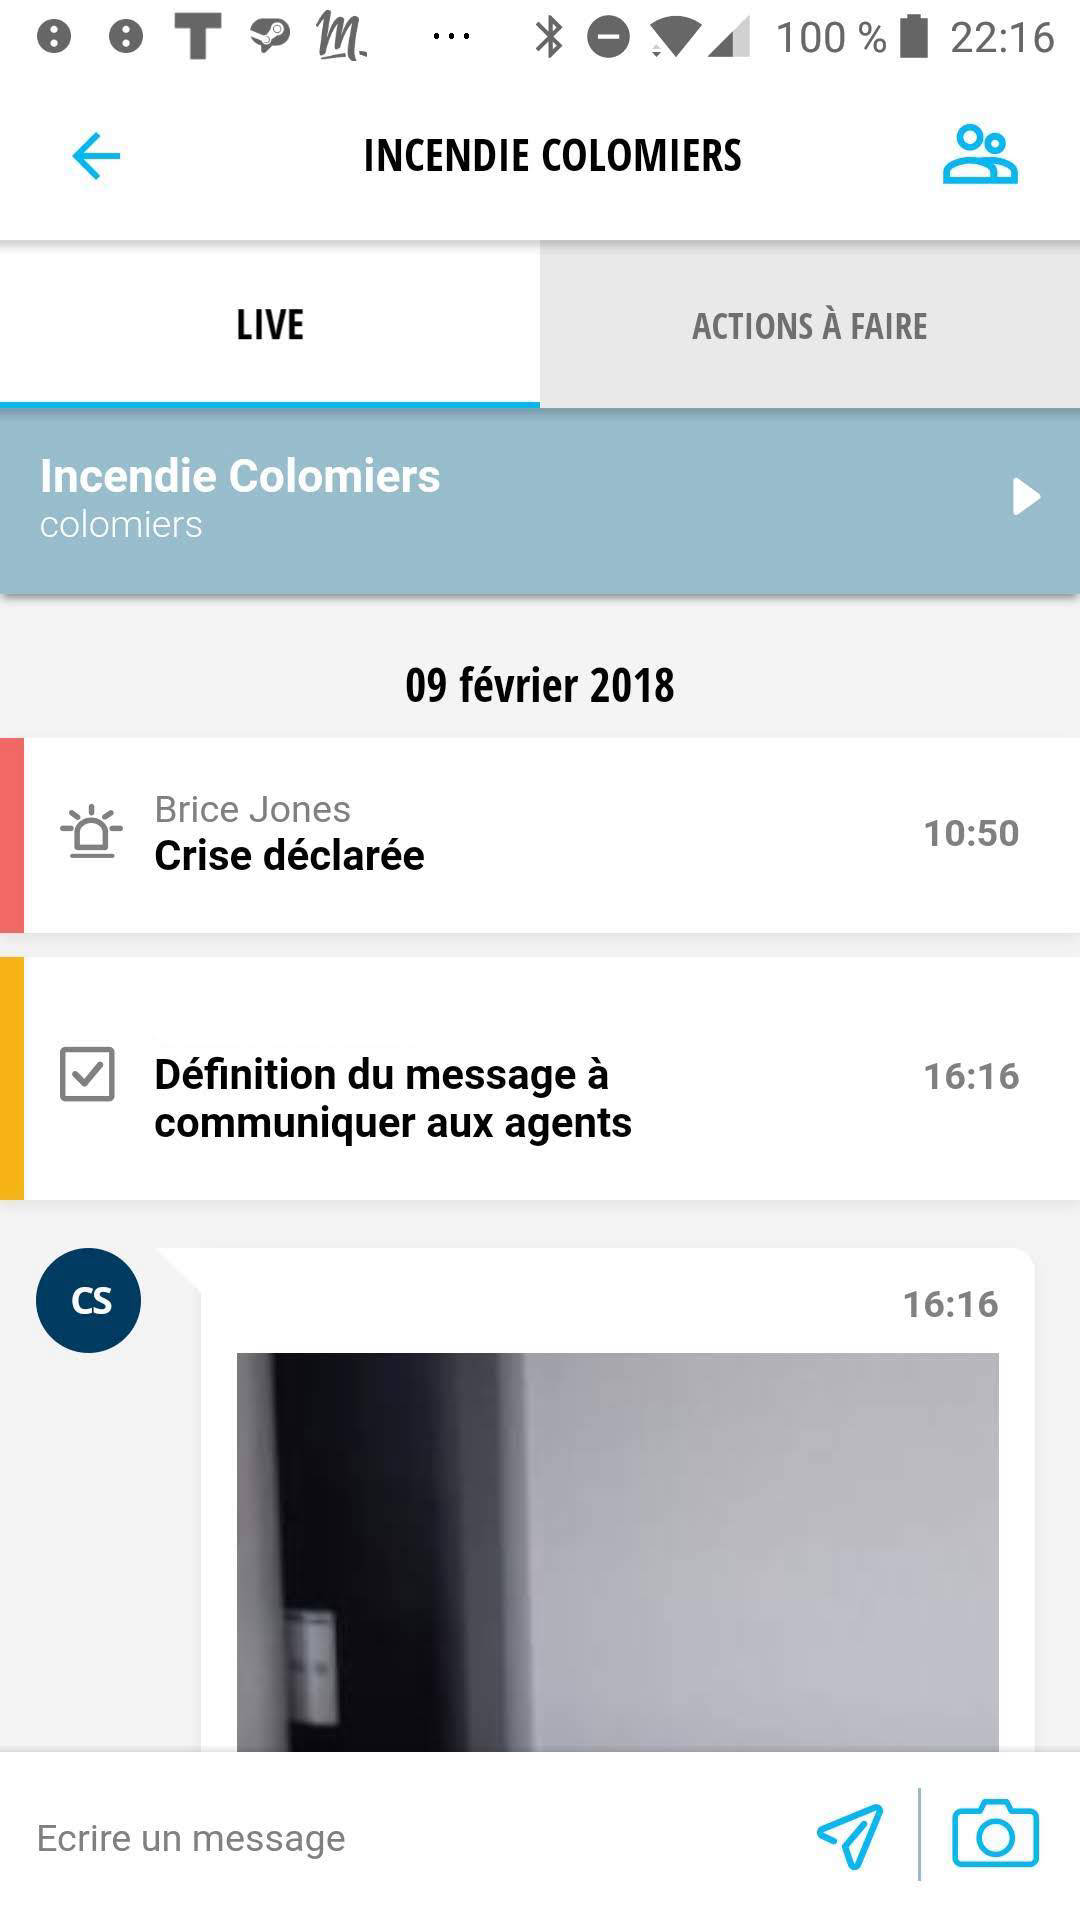 100 % 22:16
INCENDIE COLOMIERS
LIVE
ACTIONS À FAIRE
Incendie Colomiers
colomiers
09 février 2018
Brice Jones
Crise déclarée
10:50
Définition du message à
communiquer aux agents
16:16
CS
16:16
Ecrire un message